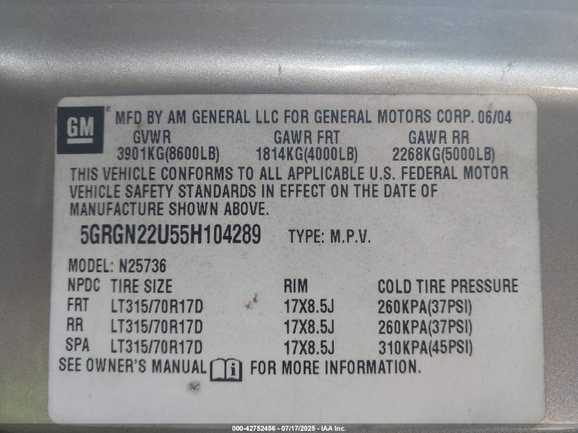 GM ® MFD BY AM GENERAL LLC FOR GENERAL MOTORS CORP. 06/04
GVWR GAWR FRT GAWR RR
3901KG(8600LB) 1814KG(4000LB) 2268KG(5000LB)
THIS VEHICLE CONFORMS TO ALL APPLICABLE U.S. FEDERAL MOTOR
VEHICLE SAFETY STANDARDS IN EFFECT ON THE DATE OF
MANUFACTURE SHOWN ABOVE.
5GRGN22U55H104289 TYPE: M.P.V.
MODEL: N25736
NPDC TIRE SIZE RIM COLD TIRE PRESSURE
FRT LT315/70R17D 17X8.5J 260KPA(37PSI)
RR LT315/70R17D 17X8.5J 260KPA(37PSI)
SPA LT315/70R17D 17X8.5J 310KPA(45PSI)
SEE OWNER'S MANUAL i FOR MORE INFORMATION.
000-42752456 - 07/17/2025 - IAA Inc.